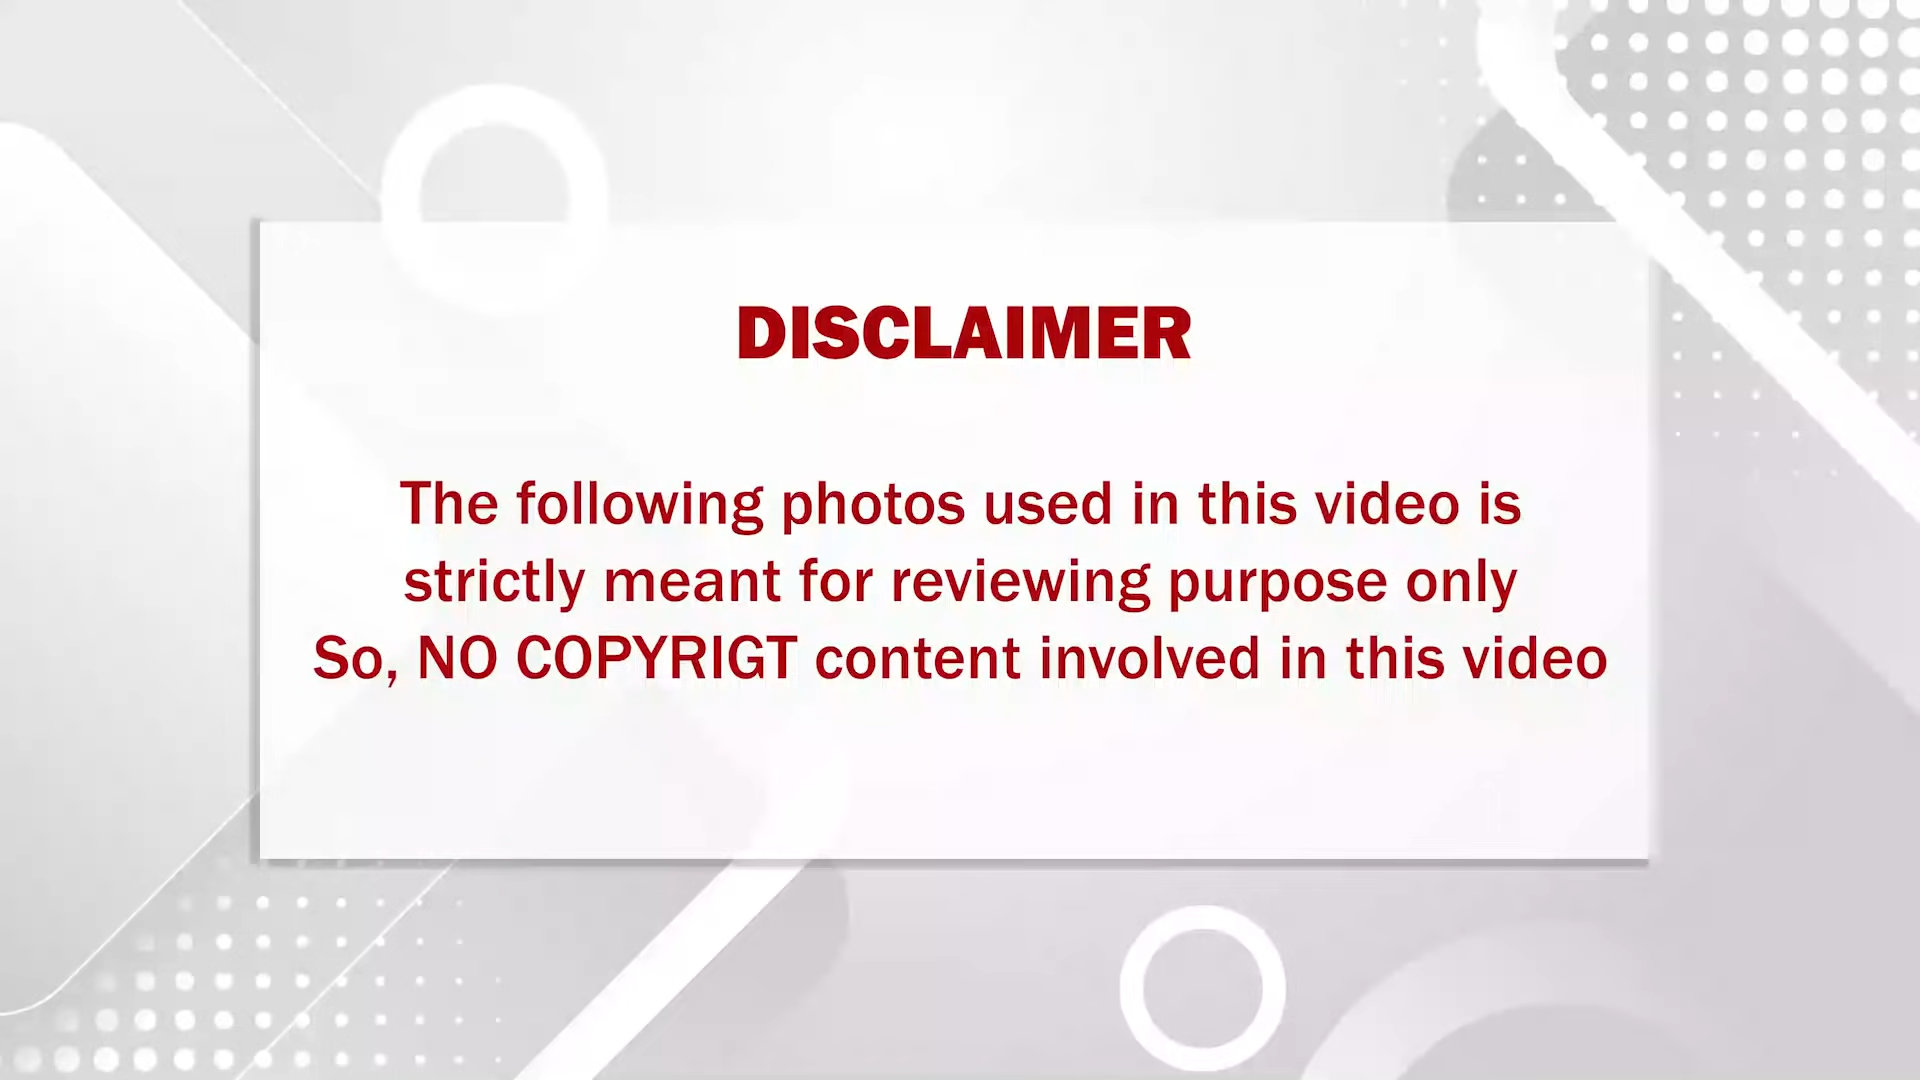 DISCLAIMER
The following photos used in this video is
strictly meant for reviewing purpose only
So, NO COPYRIGT content involved in this video